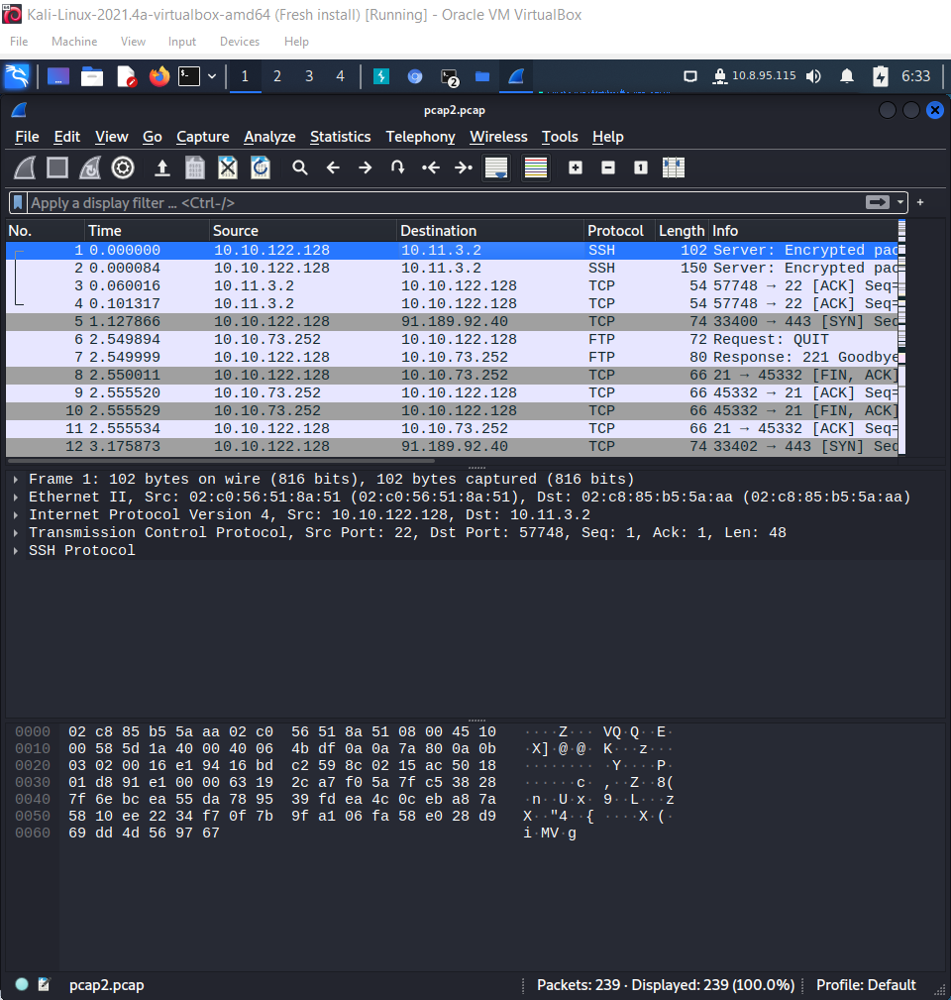 Kali-Linux-2021.4a-virtualbox-amd64 (Fresh install) [Running] - Oracle VM VirtualBox
File Machine View Input Devices Help
1 2 3 4 2 10.8.95.115 6:33
pcap2.pcap
File Edit View Go Capture Analyze Statistics Telephony Wireless Tools Help
Apply a display filter ... <Ctrl-/>
No. Time Source Destination Protocol Length Info
1 0.000000 10.10.122.128 10.11.3.2 SSH 102 Server: Encrypted pac
2 0.000084 10.10.122.128 10.11.3.2 SSH 150 Server: Encrypted pac
3 0.060016 10.11.3.2 10.10.122.128 TCP 54 57748 → 22 [ACK] Seq=
4 0.101317 10.11.3.2 10.10.122.128 TCP 54 57748 → 22 [ACK] Seq=
5 1.127866 10.10.122.128 91.189.92.40 TCP 74 33400 → 443 [SYN] Seq
6 2.549894 10.10.73.252 10.10.122.128 FTP 72 Request: QUIT
7 2.549999 10.10.122.128 10.10.73.252 FTP 80 Response: 221 Goodbye
8 2.550011 10.10.122.128 10.10.73.252 TCP 66 21 → 45332 [FIN, ACK]
9 2.555520 10.10.73.252 10.10.122.128 TCP 66 45332 → 21 [ACK] Seq=
10 2.555529 10.10.73.252 10.10.122.128 TCP 66 45332 → 21 [FIN, ACK]
11 2.555534 10.10.122.128 10.10.73.252 TCP 66 21 → 45332 [ACK] Seq=
12 3.175873 10.10.122.128 91.189.92.40 TCP 74 33402 → 443 [SYN] Seq
Frame 1: 102 bytes on wire (816 bits), 102 bytes captured (816 bits)
Ethernet II, Src: 02:c0:56:51:8a:51 (02:c0:56:51:8a:51), Dst: 02:c8:85:b5:5a:aa (02:c8:85:b5:5a:aa)
Internet Protocol Version 4, Src: 10.10.122.128, Dst: 10.11.3.2
Transmission Control Protocol, Src Port: 22, Dst Port: 57748, Seq: 1, Ack: 1, Len: 48
SSH Protocol
0000 02 c8 85 b5 5a aa 02 c0 56 51 8a 51 08 00 45 10 ····Z··· VQ·Q··E·
0010 00 58 5d 1a 40 00 40 06 4b df 0a 0a 7a 80 0a 0b ·X]·@·@· K···z···
0020 03 02 00 16 e1 94 16 bd c2 59 8c 02 15 ac 50 18 ········ ·Y····P·
0030 01 d8 91 e1 00 00 63 19 2c a7 f0 5a 7f c5 38 28 ······c· ,··Z··8(
0040 7f 6e bc ea 55 da 78 95 39 fd ea 4c 0c eb a8 7a ·n··U·x· 9··L···z
0050 58 10 ee 22 34 f7 0f 7b 9f a1 06 fa 58 e0 28 d9 X··"4··{ ····X·(·
0060 69 dd 4d 56 97 67 i·MV·g
pcap2.pcap Packets: 239 · Displayed: 239 (100.0%) Profile: Default